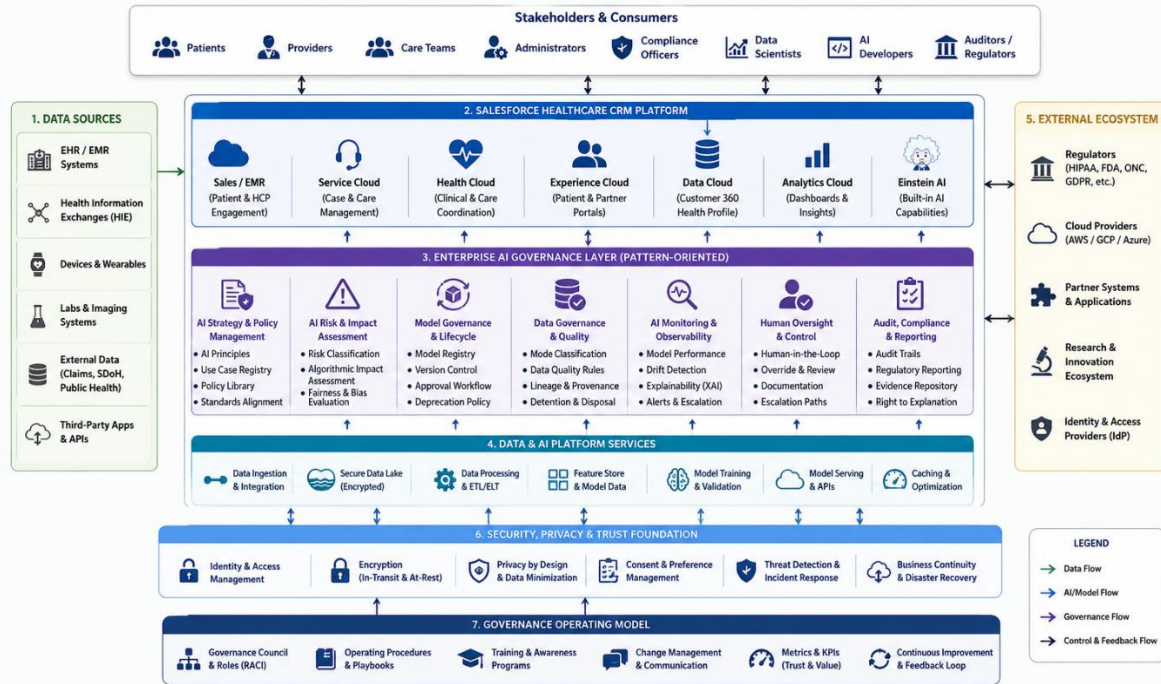 Stakeholders & Consumers
Patients
Providers
Care Teams
Administrators
Compliance
Officers
Data
Scientists
AI
Developers
Auditors /
Regulators
1. DATA SOURCES
EHR / EMR
Systems
Health Information
Exchanges (HIE)
Devices & Wearables
Labs & Imaging
Systems
External Data
(Claims, SDoH,
Public Health)
Third-Party Apps
& APIs
2. SALESFORCE HEALTHCARE CRM PLATFORM
Sales / EMR
(Patient & HCP
Engagement)
Service Cloud
(Case & Care
Management)
Health Cloud
(Clinical & Care
Coordination)
Experience Cloud
(Patient & Partner
Portals)
Data Cloud
(Customer 360
Health Profile)
Analytics Cloud
(Dashboards &
Insights)
Einstein AI
(Built-in AI
Capabilities)
3. ENTERPRISE AI GOVERNANCE LAYER (PATTERN-ORIENTED)
AI Strategy & Policy
Management
• AI Principles
• Use Case Registry
• Policy Library
• Standards Alignment
AI Risk & Impact
Assessment
• Risk Classification
• Algorithmic Impact
Assessment
• Fairness & Bias
Evaluation
Model Governance
& Lifecycle
• Model Registry
• Version Control
• Approval Workflow
• Deprecation Policy
Data Governance
& Quality
• Mode Classification
• Data Quality Rules
• Lineage & Provenance
• Detention & Disposal
AI Monitoring &
Observability
• Model Performance
• Drift Detection
• Explainability (XAI)
• Alerts & Escalation
Human Oversight
& Control
• Human-in-the-Loop
• Override & Review
• Documentation
• Escalation Paths
Audit, Compliance
& Reporting
• Audit Trails
• Regulatory Reporting
• Evidence Repository
• Right to Explanation
4. DATA & AI PLATFORM SERVICES
Data Ingestion
& Integration
Secure Data Lake
(Encrypted)
Data Processing
& ETL/ELT
Feature Store
& Model Data
Model Training
& Validation
Model Serving
& APIs
Caching &
Optimization
5. EXTERNAL ECOSYSTEM
Regulators
(HIPAA, FDA, ONC,
GDPR, etc.)
Cloud Providers
(AWS / GCP / Azure)
Partner Systems
& Applications
Research &
Innovation
Ecosystem
Identity & Access
Providers (IdP)
6. SECURITY, PRIVACY & TRUST FOUNDATION
Identity & Access
Management
Encryption
(In-Transit & At-Rest)
Privacy by Design
& Data Minimization
Consent & Preference
Management
Threat Detection &
Incident Response
Business Continuity
& Disaster Recovery
7. GOVERNANCE OPERATING MODEL
Governance Council
& Roles (RACI)
Operating Procedures
& Playbooks
Training & Awareness
Programs
Change Management
& Communication
Metrics & KPIs
(Trust & Value)
Continuous Improvement
& Feedback Loop
LEGEND
Data Flow
AI/Model Flow
Governance Flow
Control & Feedback Flow